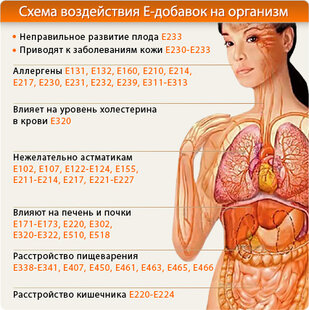 Схема воздействия Е-добавок на организм
• Неправильное развитие плода Е233
• Приводят к заболеваниям кожи Е230-Е233
Аллергены Е131, Е132, Е160, Е210, Е214,
Е217, Е230, Е231, Е232, Е239, Е311-Е313
Влияет на уровень холестерина
в крови Е320
Нежелательно астматикам
Е102, Е107, Е122-Е124, Е155,
Е211-Е214, Е217, Е221-Е227
Влияют на печень и почки
Е171-Е173, Е220, Е302,
Е320-Е322, Е510, Е518
Расстройство пищеварения
Е338-Е341, Е407, Е450, Е461, Е463, Е465, Е466
Расстройство кишечника Е220-Е224